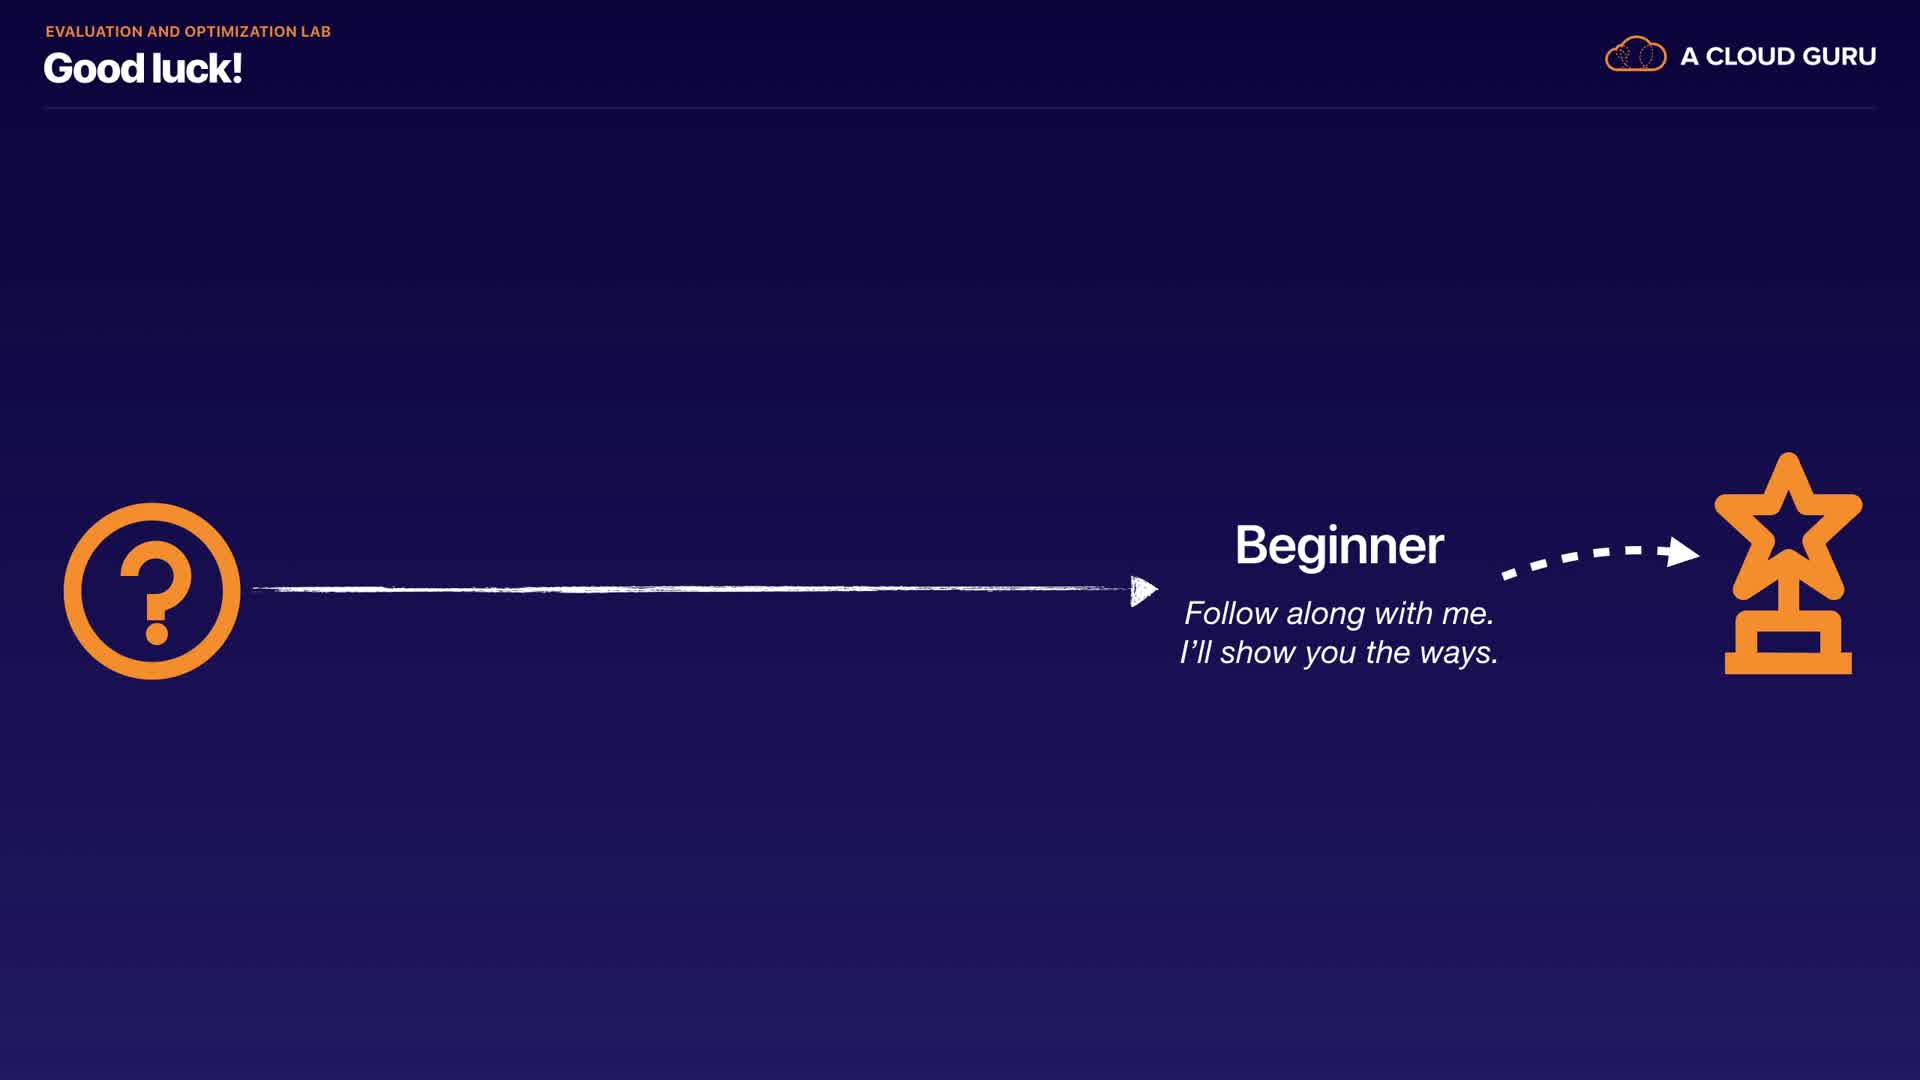 EVALUATION AND OPTIMIZATION LAB
Good luck!
A CLOUD GURU
?
Beginner
Follow along with me.
I’ll show you the ways.